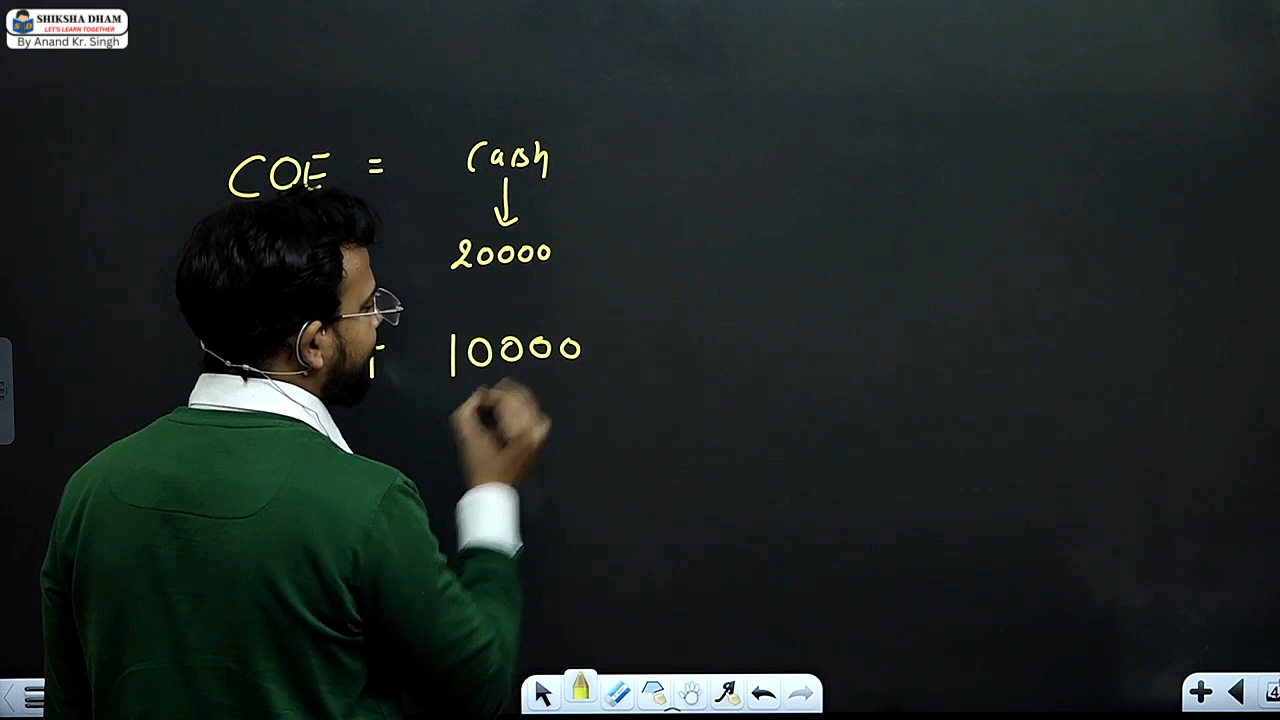 SHIKSHA DHAM
LET'S LEARN TOGETHER
By Anand Kr. Singh
COE = Cash
20000
10000